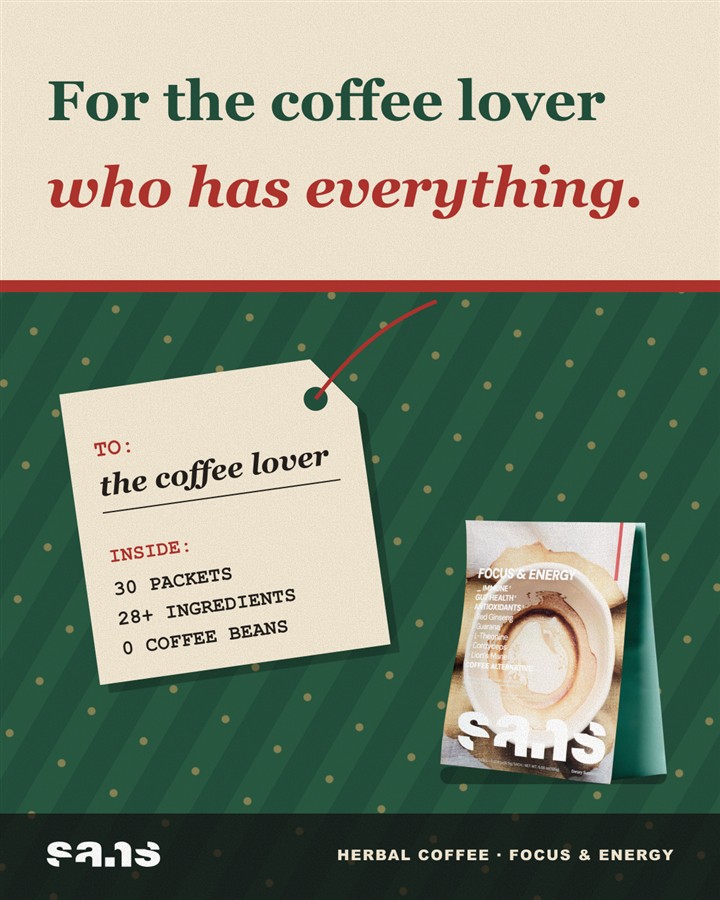 For the coffee lover
who has everything.
TO:
the coffee lover
INSIDE:
30 PACKETS
28+ INGREDIENTS
0 COFFEE BEANS
FOCUS & ENERGY
IMMUNE*
GUT HEALTH*
ANTIOXIDANTS*
Red Ginseng
Guarana
L-Theanine
Cordyceps
Lion's Mane
COFFEE ALTERNATIVE
sans
sans
HERBAL COFFEE · FOCUS & ENERGY